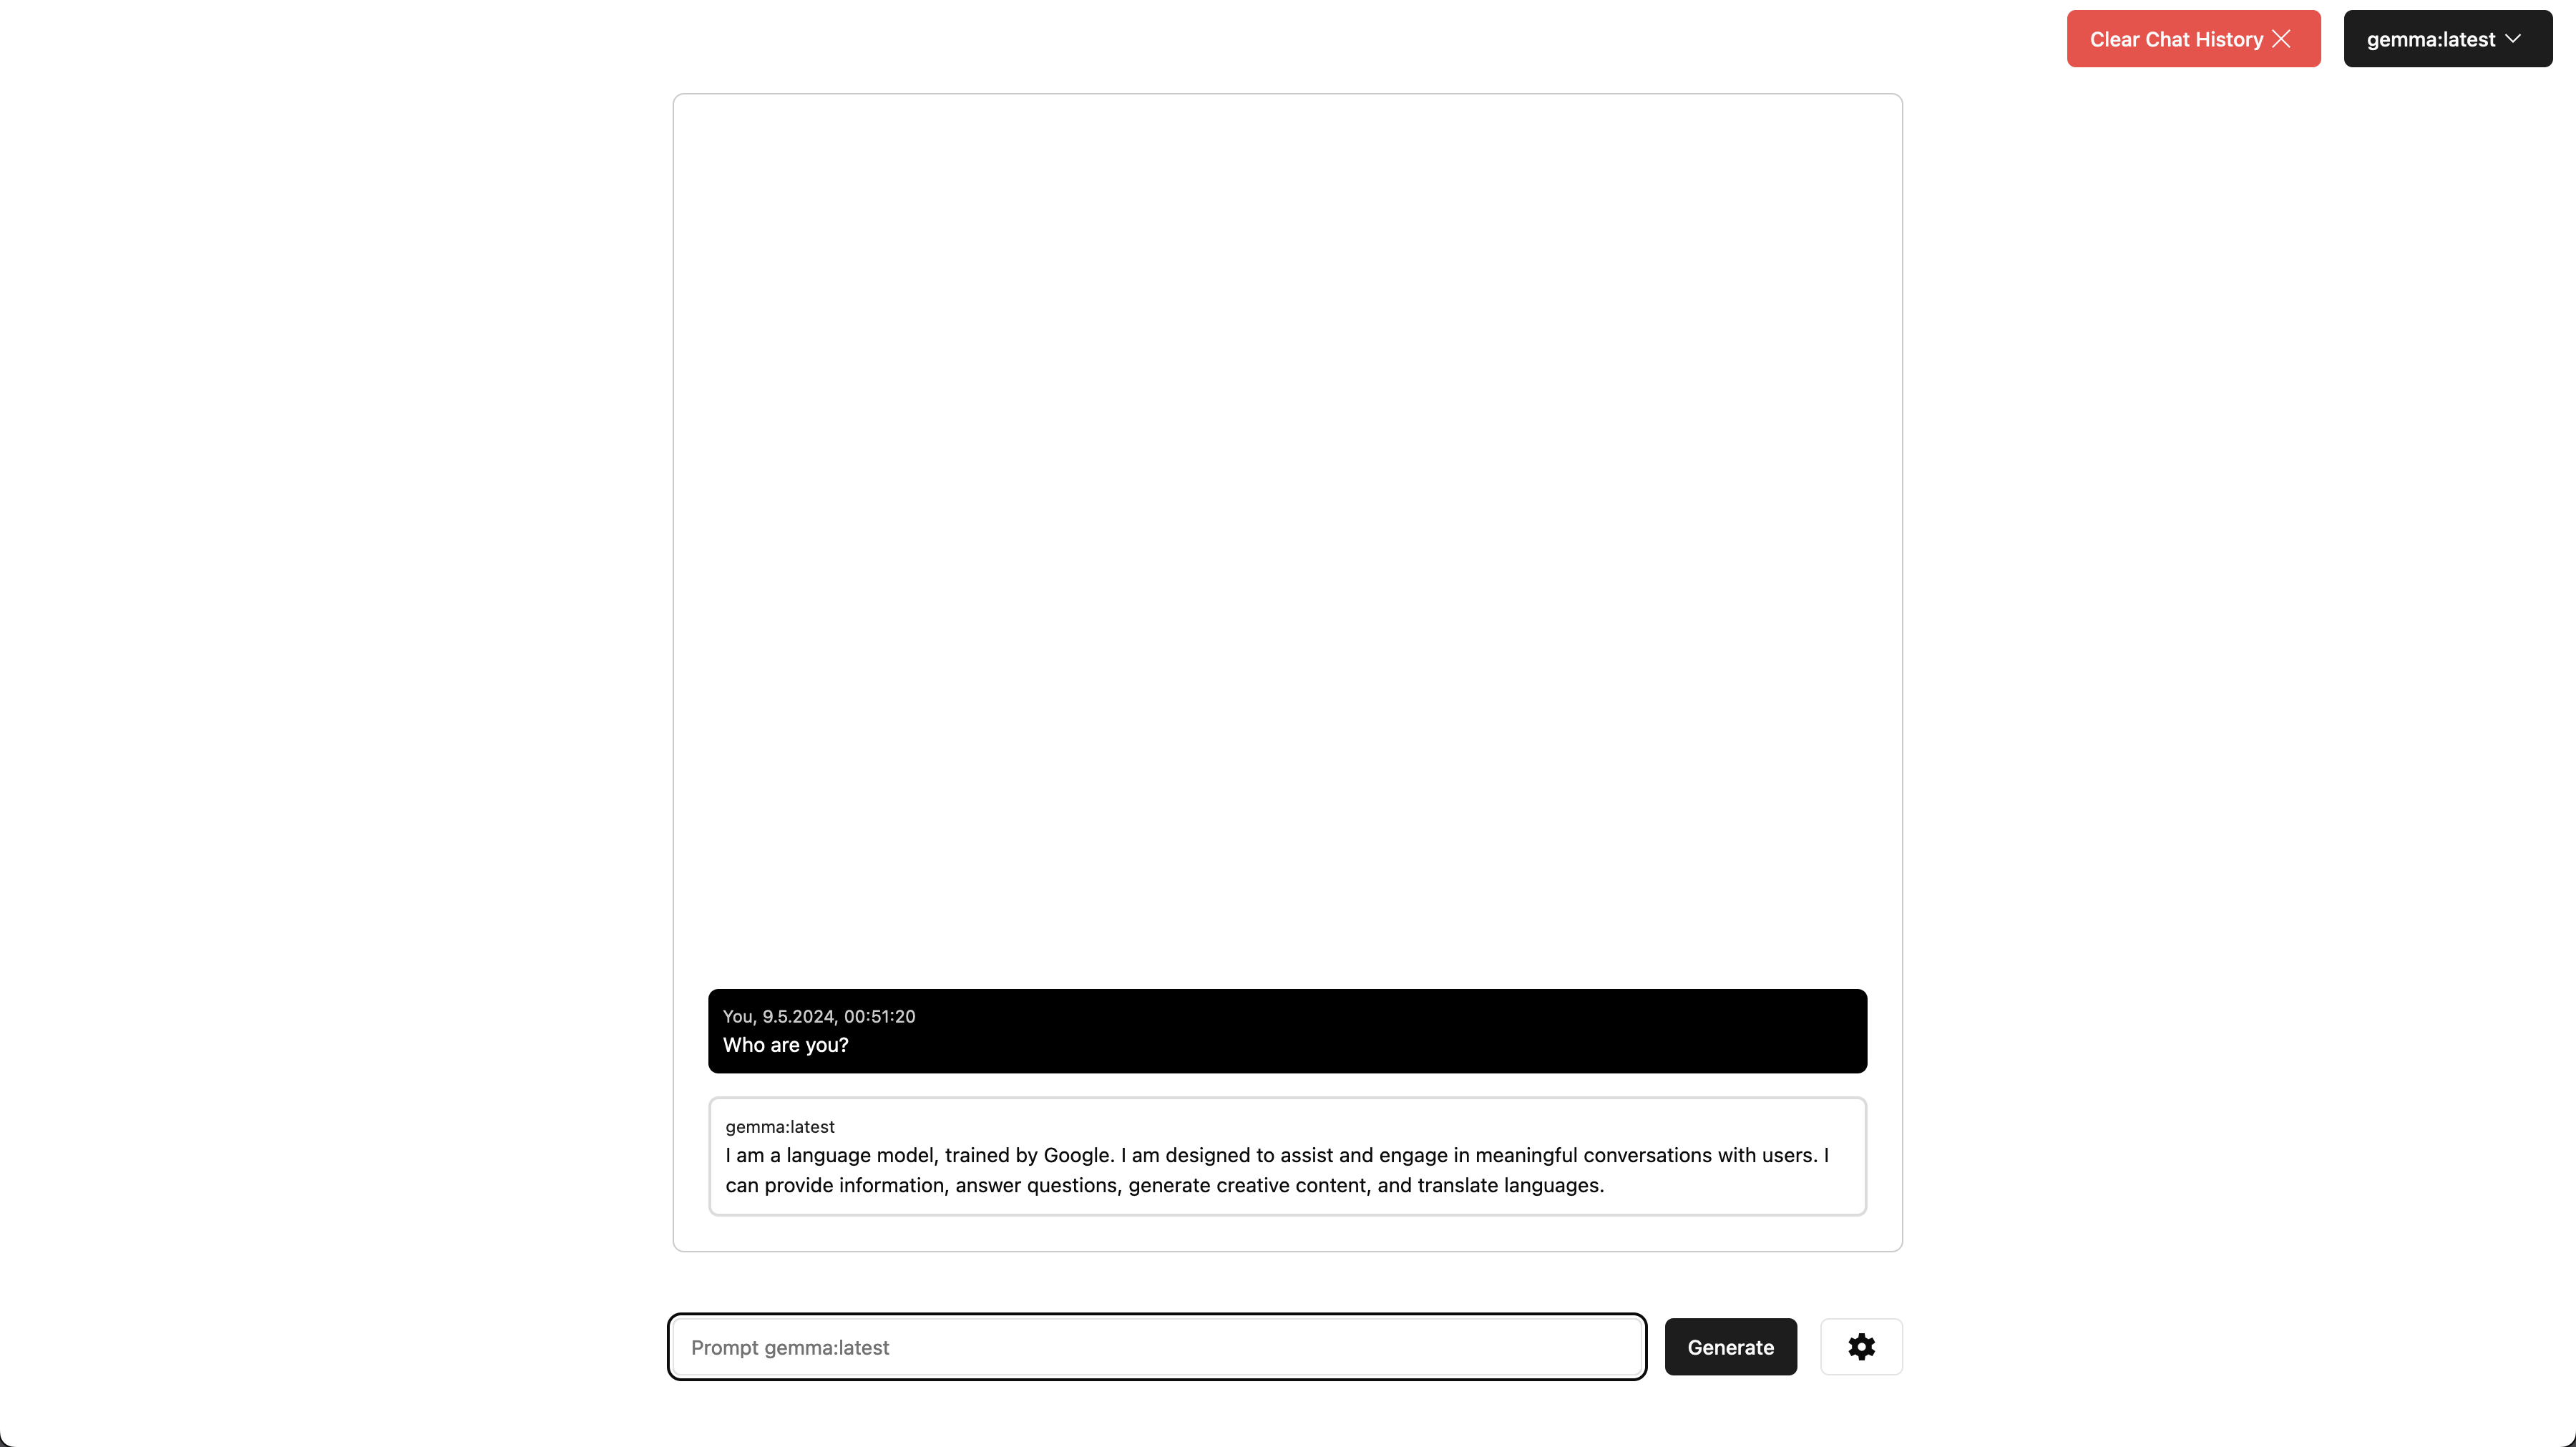 Clear Chat History
gemma:latest
You, 9.5.2024, 00:51:20
Who are you?
gemma:latest
I am a language model, trained by Google. I am designed to assist and engage in meaningful conversations with users. I
can provide information, answer questions, generate creative content, and translate languages.
Prompt gemma:latest
Generate